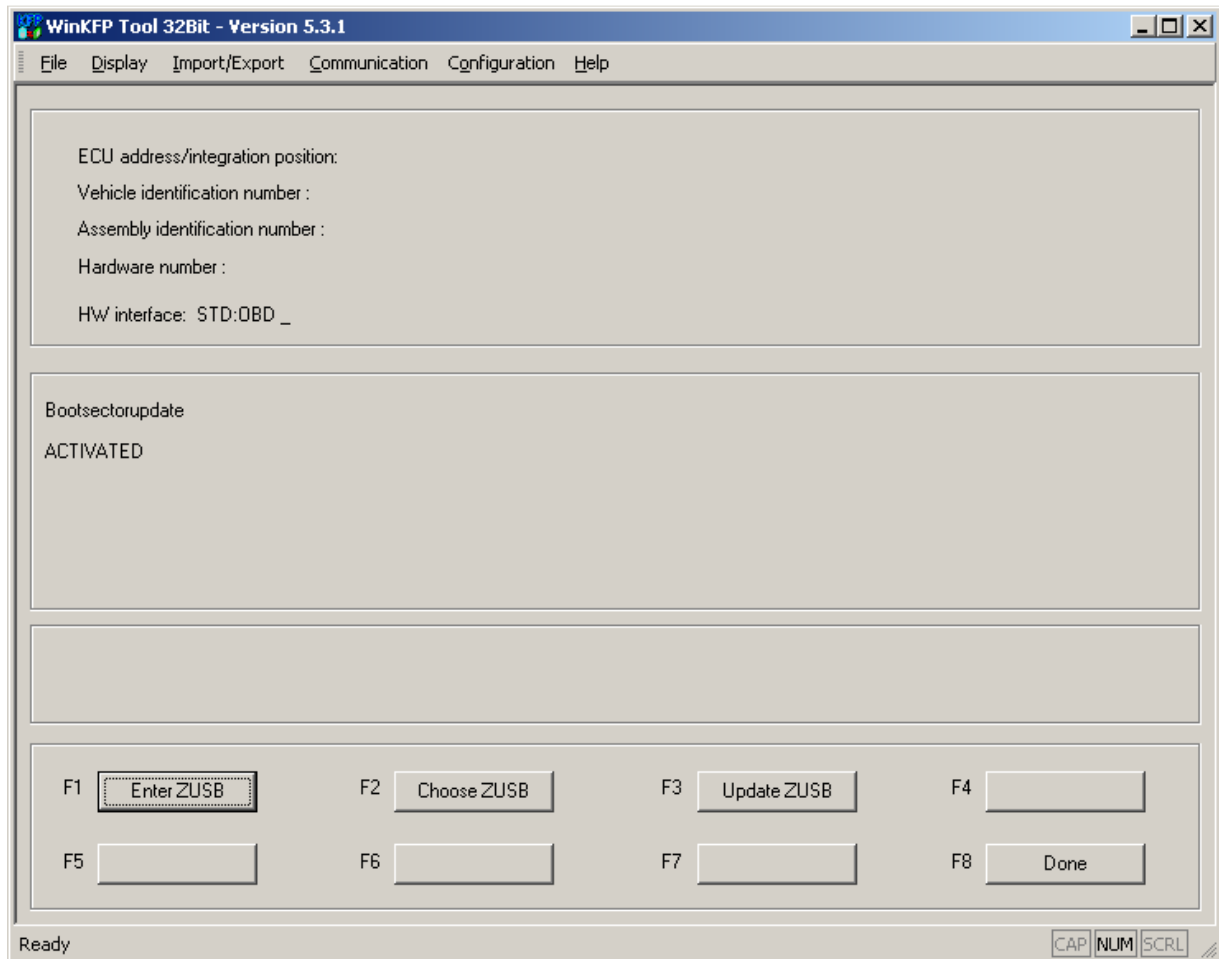 WinKFP Tool 32Bit - Version 5.3.1
File Display Import/Export Communication Configuration Help
ECU address/integration position:
Vehicle identification number :
Assembly identification number :
Hardware number :
HW interface: STD:OBD _
Bootsectorupdate
ACTIVATED
F1 Enter ZUSB F2 Choose ZUSB F3 Update ZUSB F4
F5 F6 F7 F8 Done
Ready CAP NUM SCRL